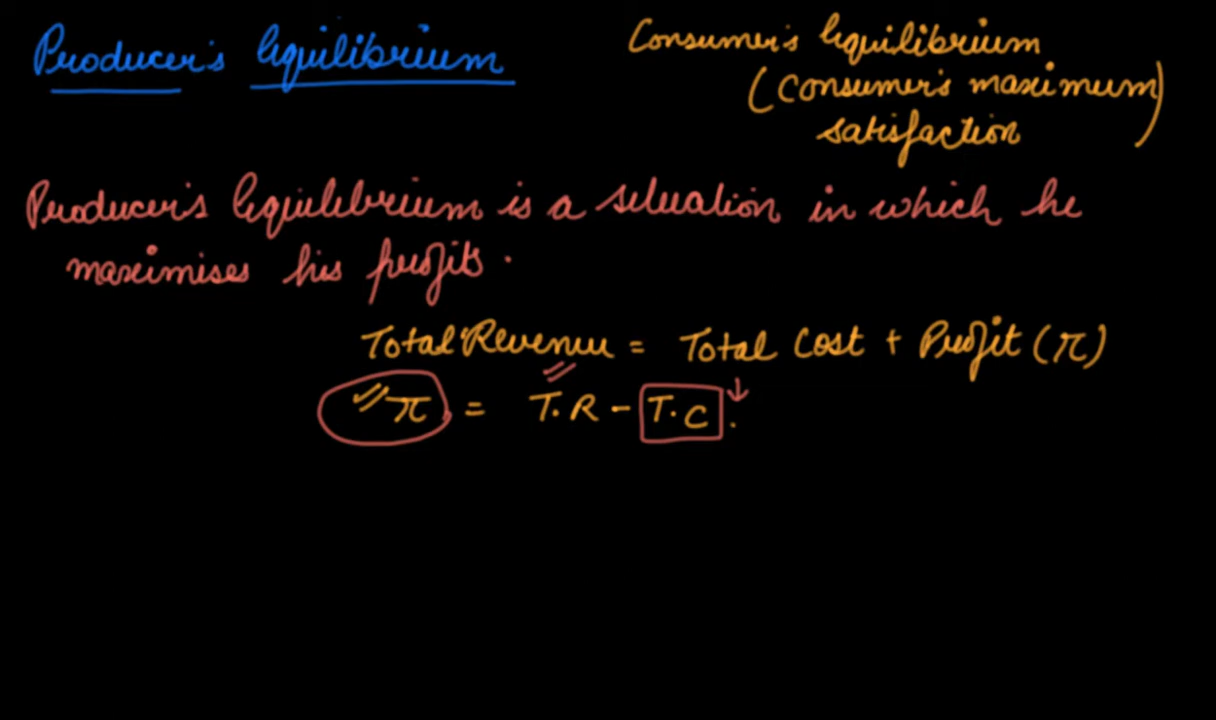 Producer's Equilibrium
Consumer's Equilibrium
(Consumer's maximum)
satisfaction
Producer's Equilibrium is a situation in which he
maximises his profits.
Total Revenue = Total Cost + Profit (π)
π = T.R - T.C.